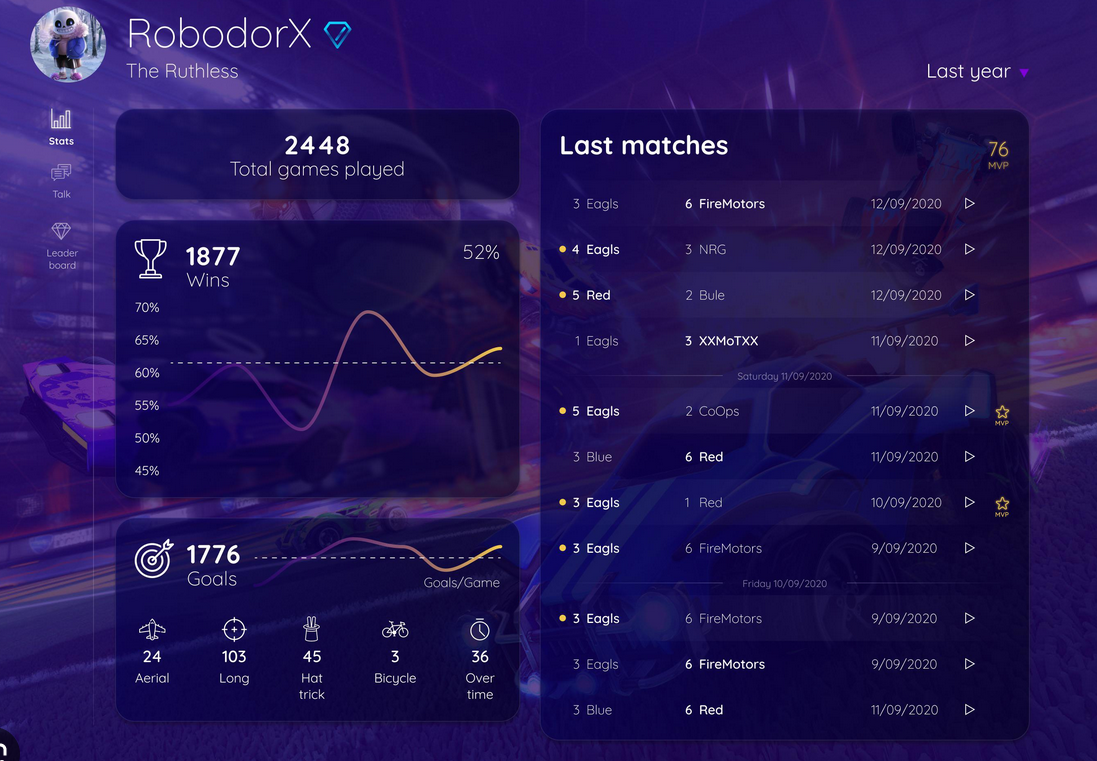 RobodorX
The Ruthless
Last year
Stats
Talk
Leader
board
2448
Total games played
1877
Wins
52%
70%
65%
60%
55%
50%
45%
1776
Goals
Goals/Game
24
Aerial
103
Long
45
Hat
trick
3
Bicycle
36
Over
time
Last matches
76
MVP
3 Eagls 6 FireMotors 12/09/2020
4 Eagls 3 NRG 12/09/2020
5 Red 2 Bule 12/09/2020
1 Eagls 3 XXMoTXX 11/09/2020
Saturday 11/09/2020
5 Eagls 2 CoOps 11/09/2020
MVP
3 Blue 6 Red 11/09/2020
3 Eagls 1 Red 10/09/2020
MVP
3 Eagls 6 FireMotors 9/09/2020
Friday 10/09/2020
3 Eagls 6 FireMotors 9/09/2020
3 Eagls 6 FireMotors 9/09/2020
3 Blue 6 Red 11/09/2020